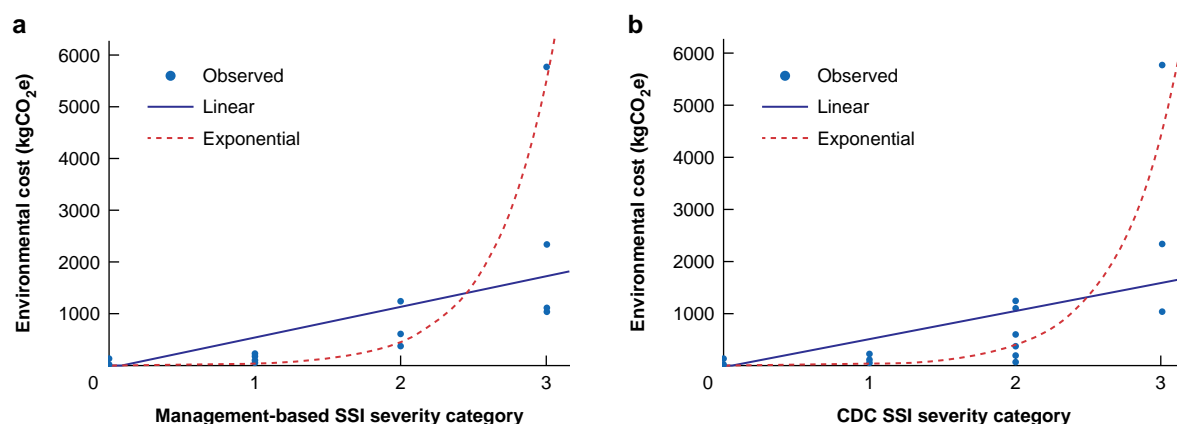 a
Environmental cost (kgCO2e)
6000
5000
4000
3000
2000
1000
0
1
2
3
Observed
Linear
Exponential
Management-based SSI severity category
b
Environmental cost (kgCO2e)
6000
5000
4000
3000
2000
1000
0
1
2
3
Observed
Linear
Exponential
CDC SSI severity category